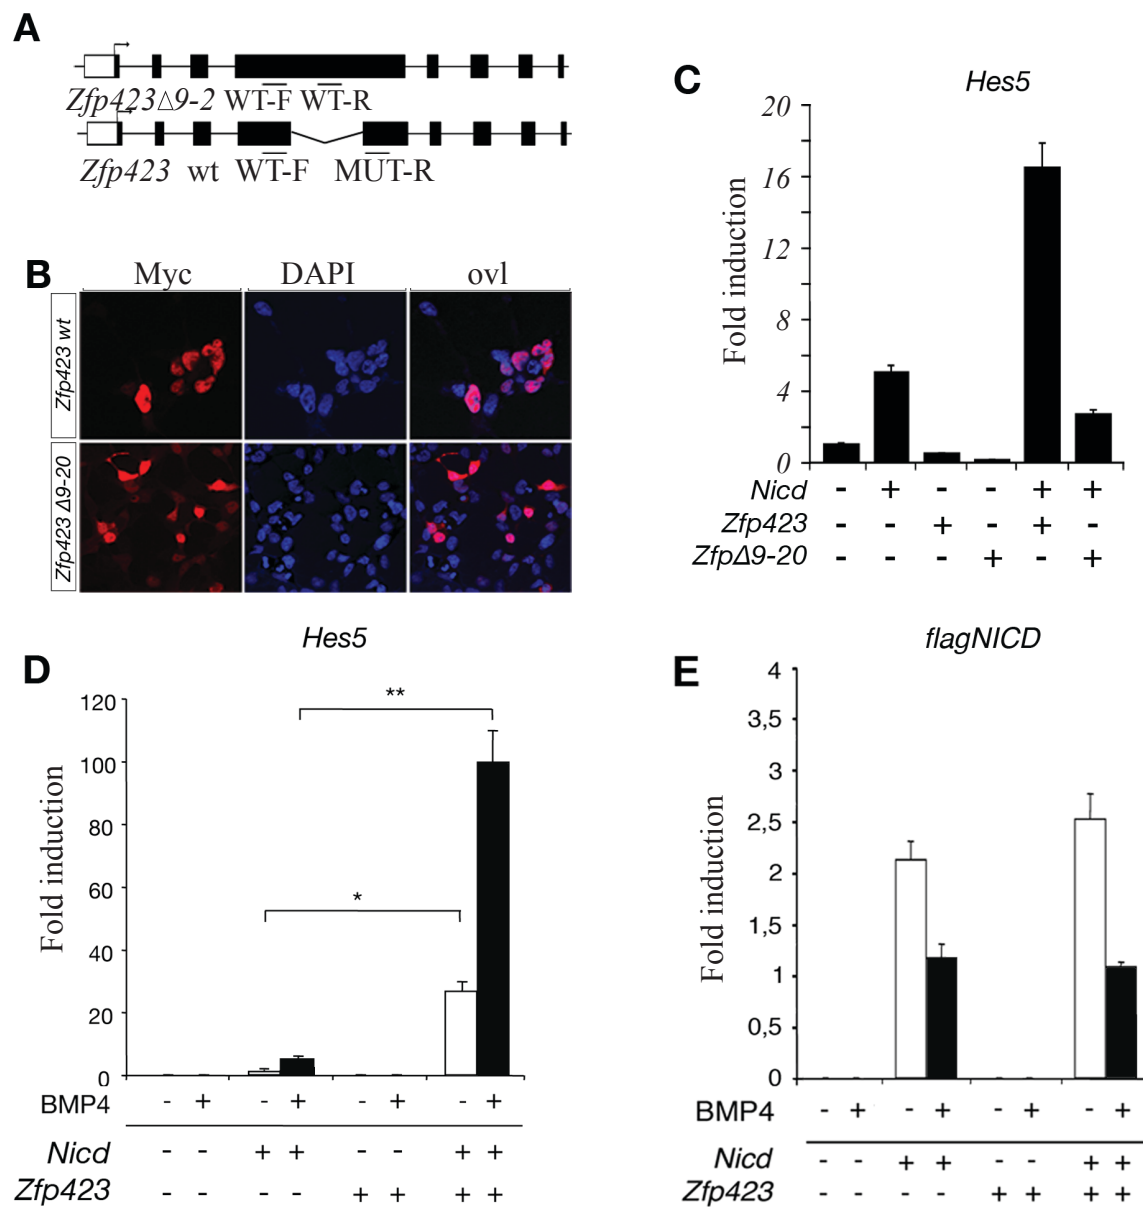 A
Zfp423Δ9-2 WT-F WT-R
Zfp423 wt WT-F MUT-R
B
Myc DAPI ovl
Zfp423 wt
Zfp423 Δ9-20
C
Hes5
Fold induction
20
16
12
8
4
0
Nicd - + - - + +
Zfp423 - - + - + -
ZfpΔ9-20 - - - + - +
D
Hes5
Fold induction
120
100
80
60
40
20
0
**
*
BMP4 - + - + - + - +
Nicd - - + + - - + +
Zfp423 - - - - + + + +
E
flagNICD
Fold induction
4
3,5
3
2,5
2
1,5
1
0,5
0
BMP4 - + - + - + - +
Nicd - - + + - - + +
Zfp423 - - - - + + + +